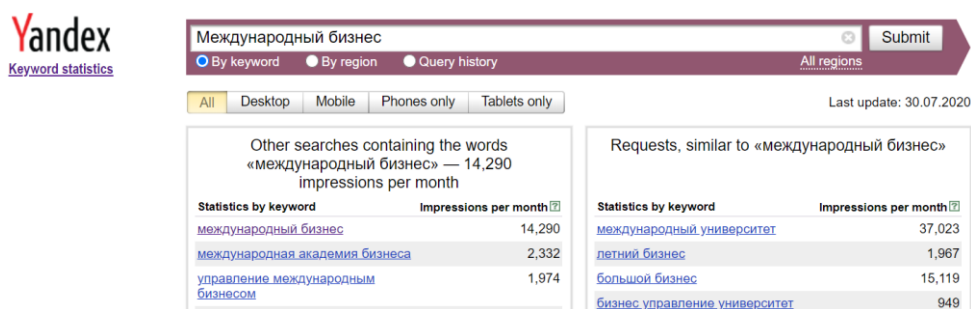 Yandex
Keyword statistics
Международный бизнес
Submit
By keyword By region Query history All regions
All Desktop Mobile Phones only Tablets only
Last update: 30.07.2020
Other searches containing the words
«международный бизнес» — 14,290
impressions per month
Statistics by keyword Impressions per month ?
международный бизнес 14,290
международная академия бизнеса 2,332
управление международным 1,974
бизнесом
Requests, similar to «международный бизнес»
Statistics by keyword Impressions per month ?
международный университет 37,023
летний бизнес 1,967
большой бизнес 15,119
бизнес управление университет 949